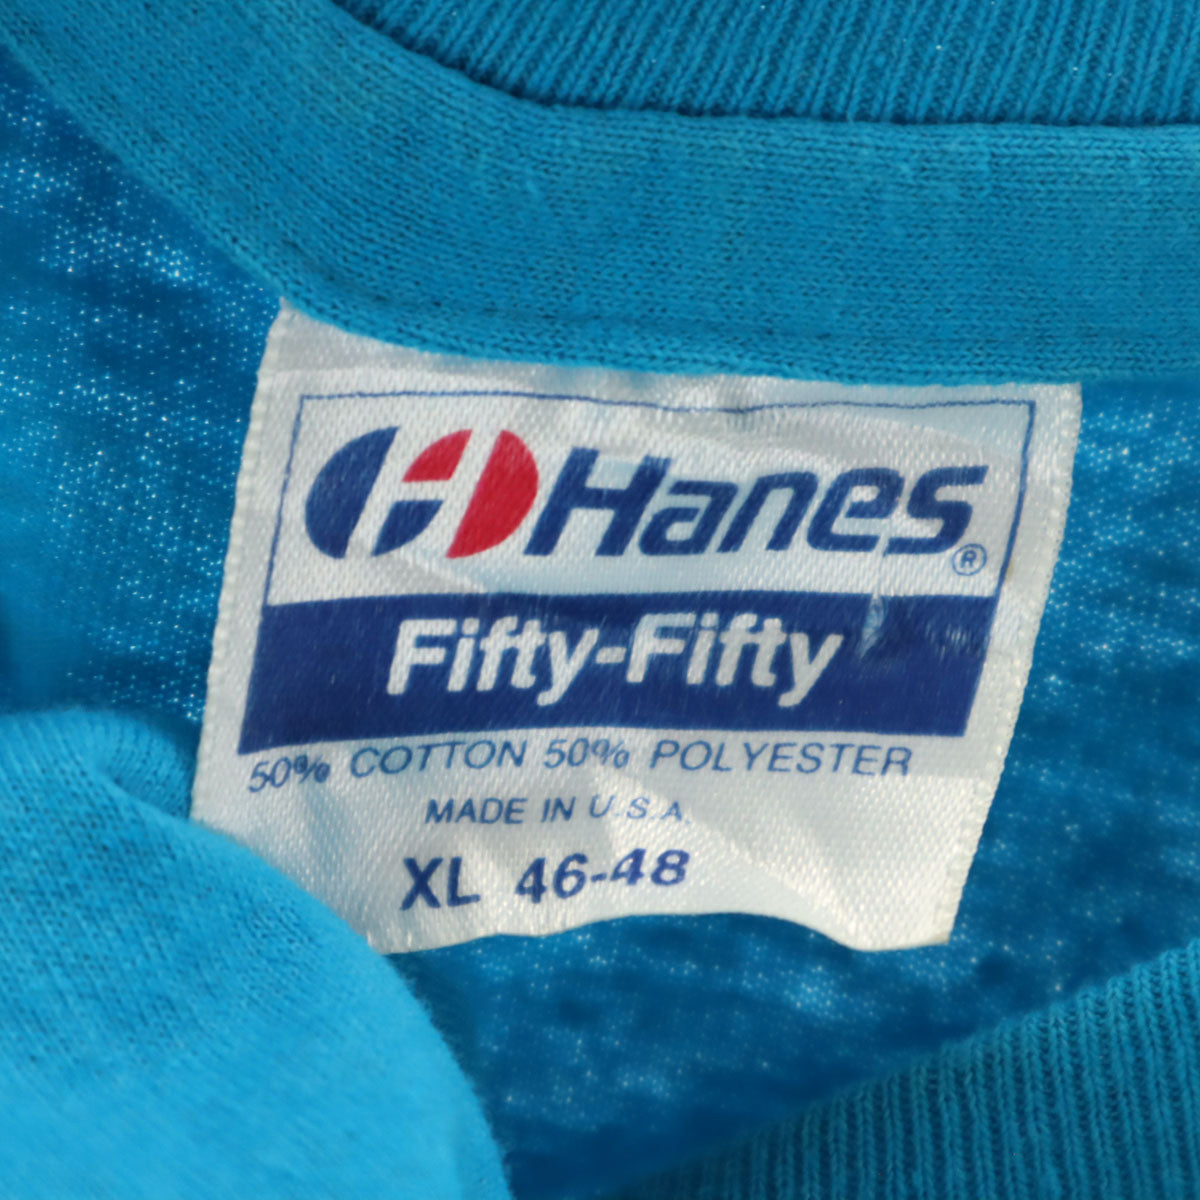 Hanes®
Fifty-Fifty
50% COTTON 50% POLYESTER
MADE IN U.S.A.
XL 46-48